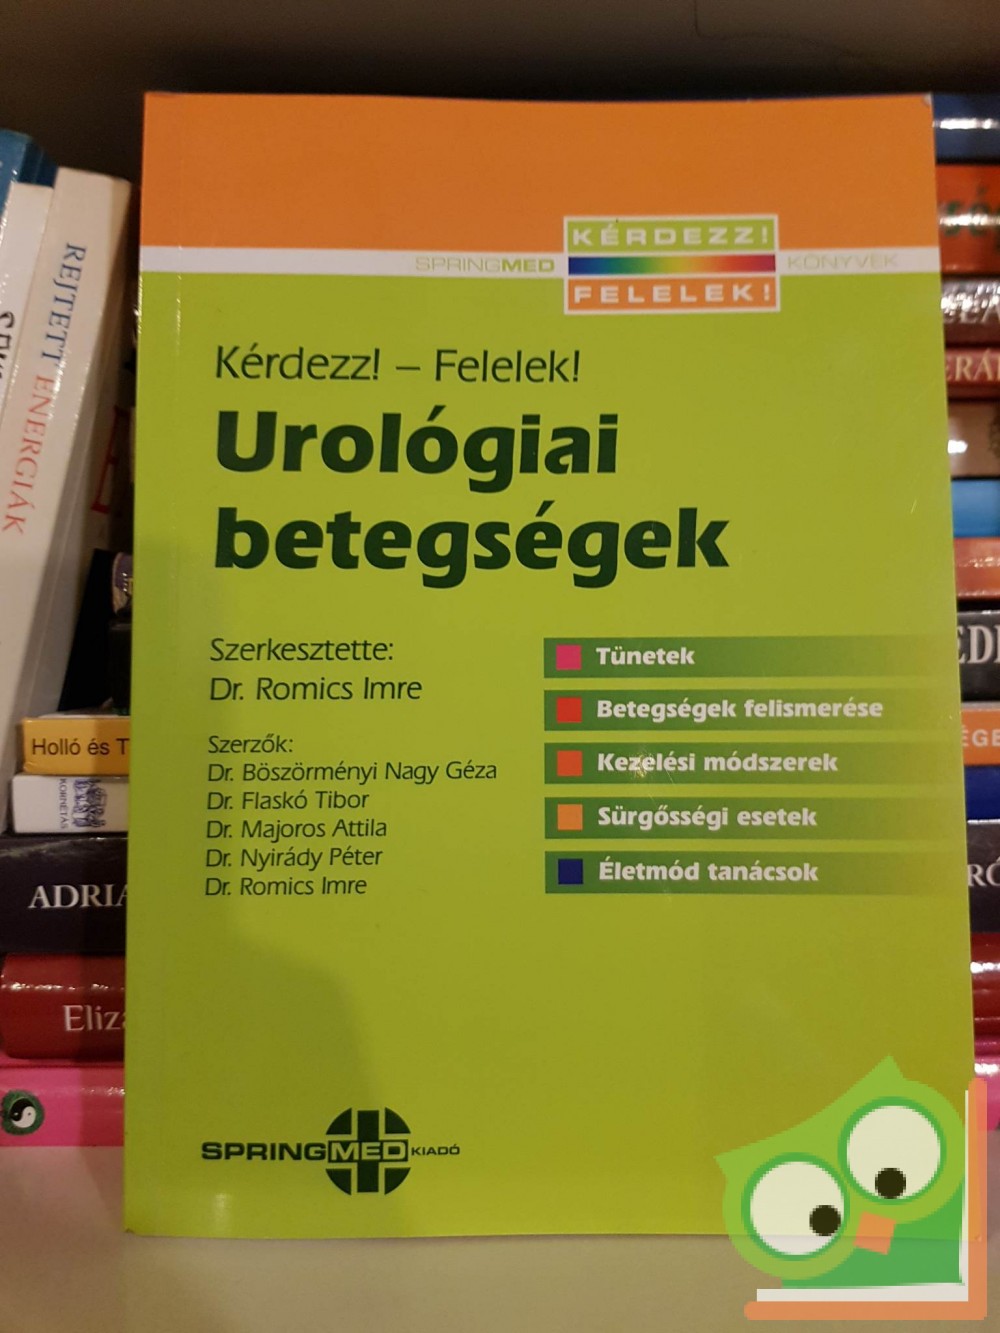 KÉRDEZZ!
SPRINGMED KÖNYVEK
FELELEK!
Kérdezz! – Felelek!
Urológiai
betegségek
Szerkesztette:
Dr. Romics Imre
Szerzők:
Dr. Böszörményi Nagy Géza
Dr. Flaskó Tibor
Dr. Majoros Attila
Dr. Nyirády Péter
Dr. Romics Imre
Tünetek
Betegségek felismerése
Kezelési módszerek
Sürgősségi esetek
Életmód tanácsok
SPRINGMED KIADÓ
REJTETT ENERGIÁK
Holló és T
KORNÉTÁS
ADRIA
Eliza